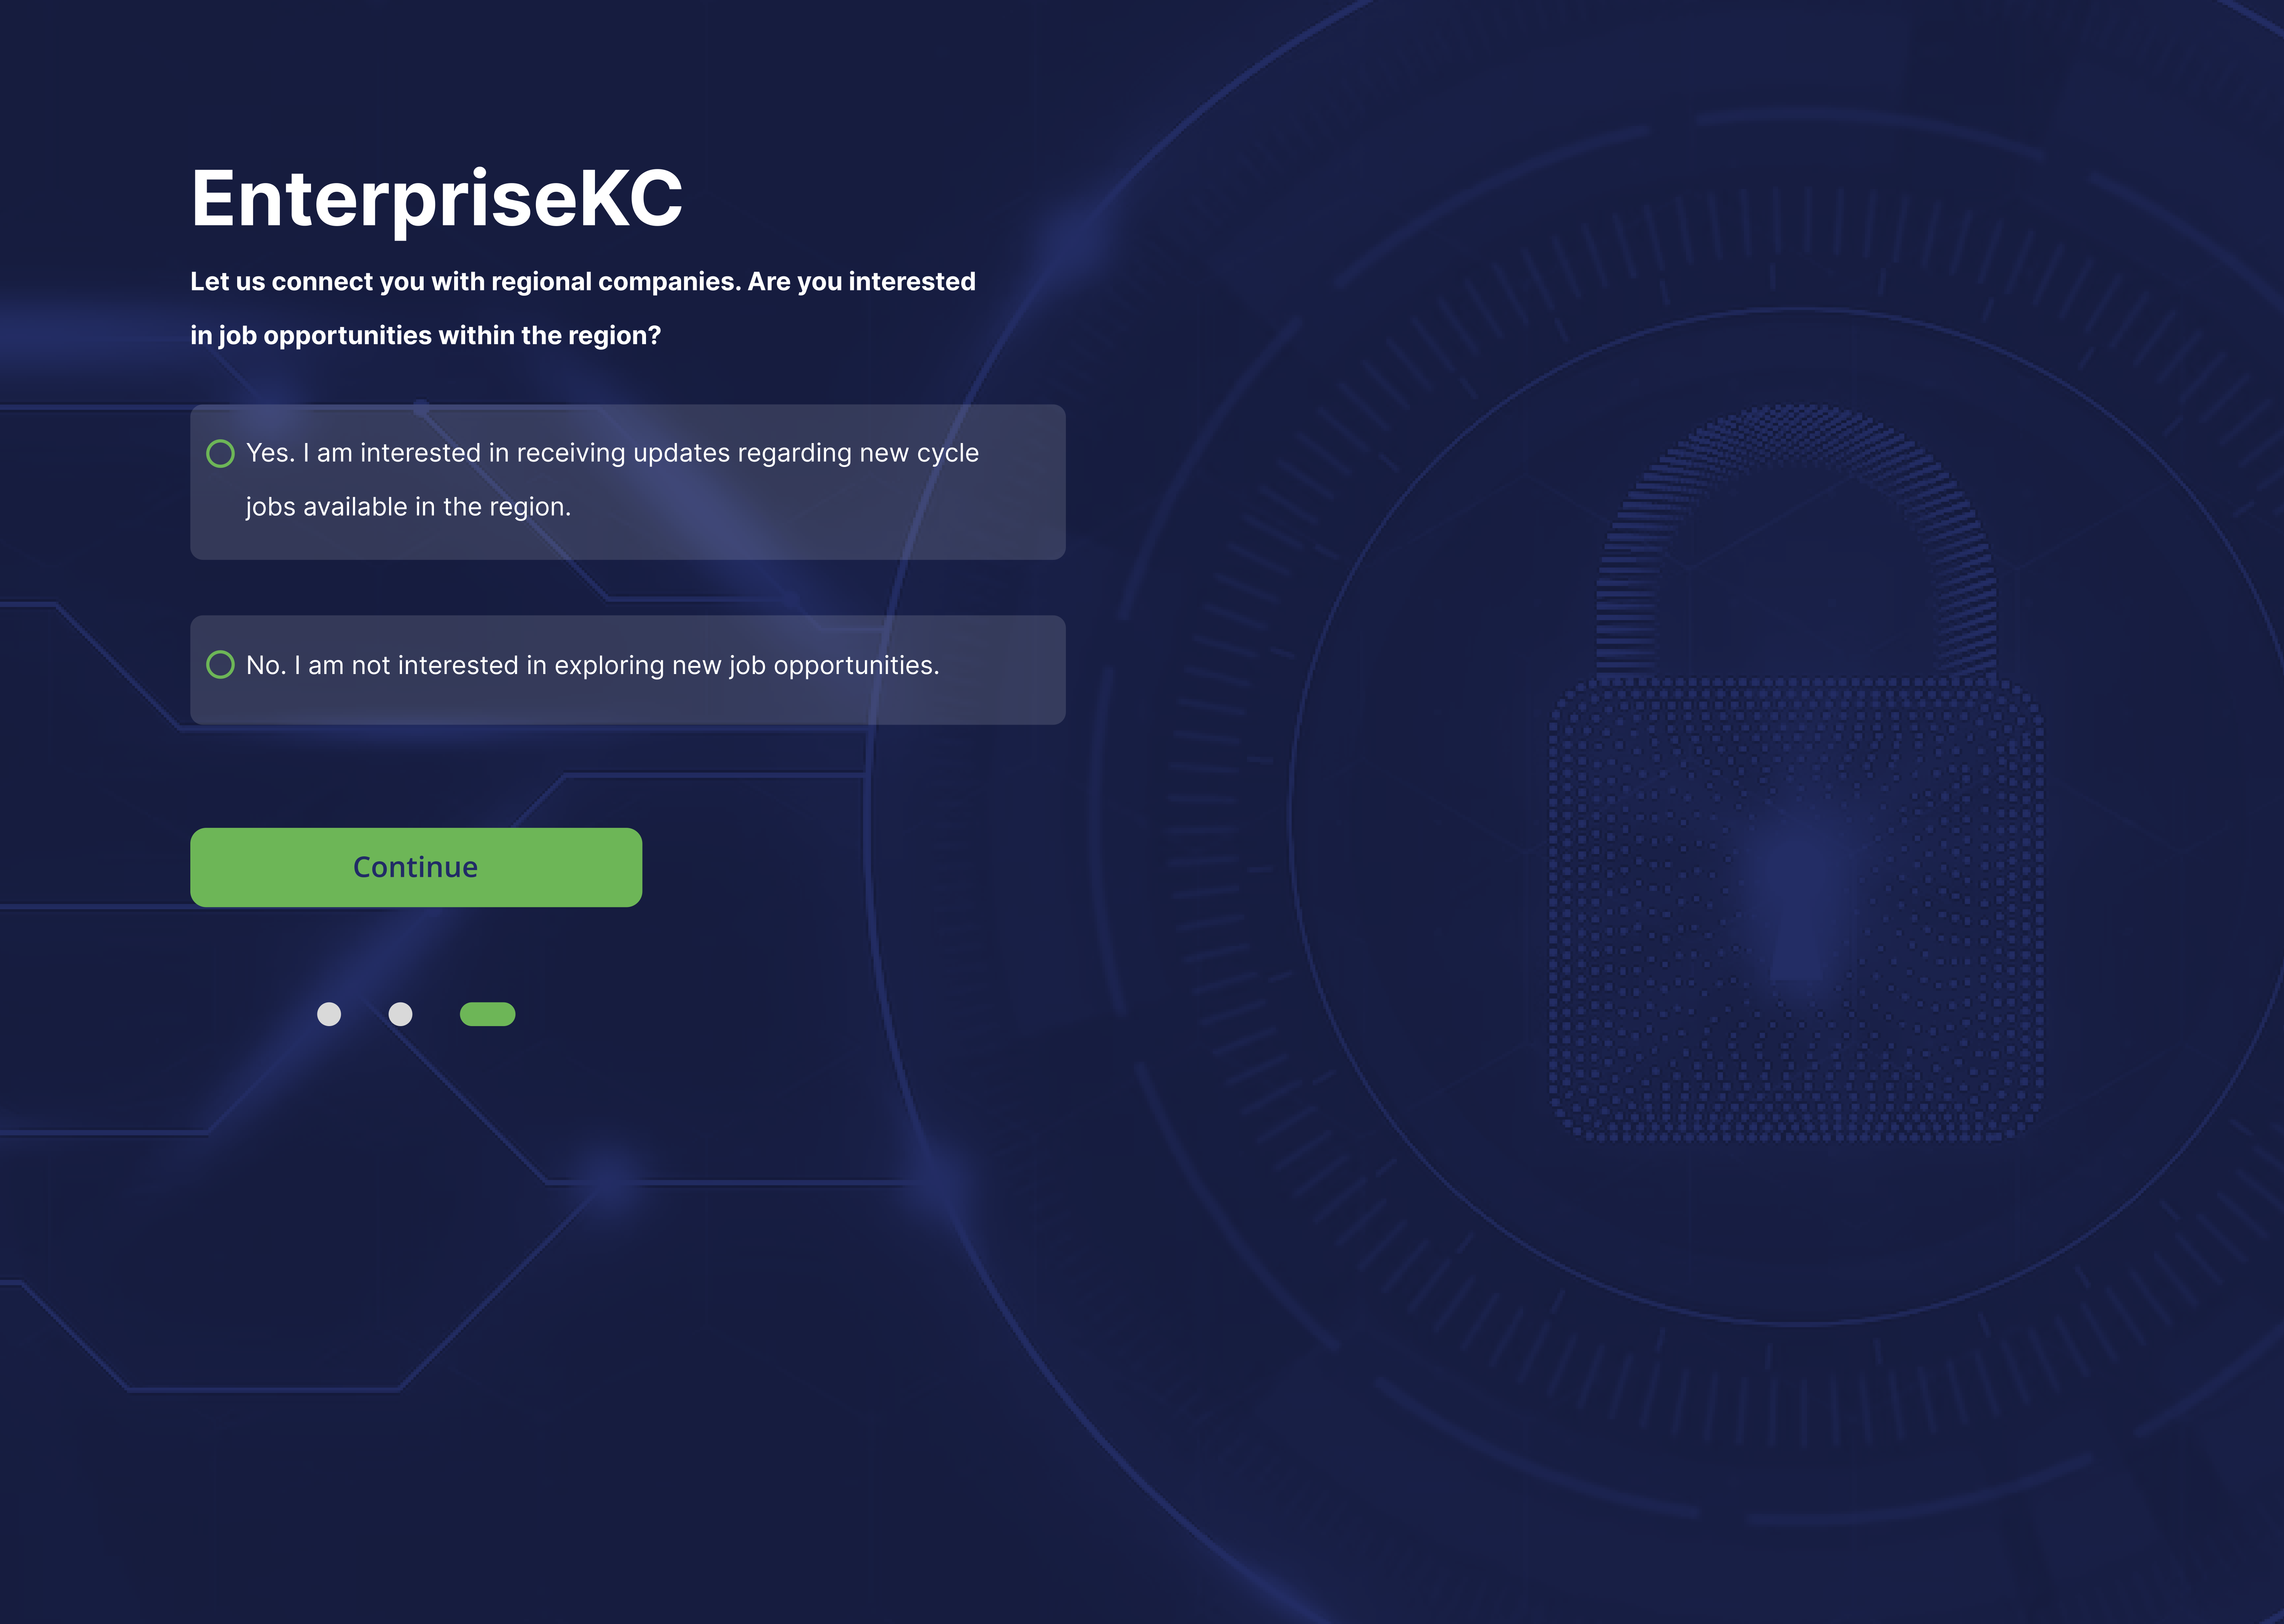 EnterpriseKC
Let us connect you with regional companies. Are you interested
in job opportunities within the region?
Yes. I am interested in receiving updates regarding new cycle
jobs available in the region.
No. I am not interested in exploring new job opportunities.
Continue